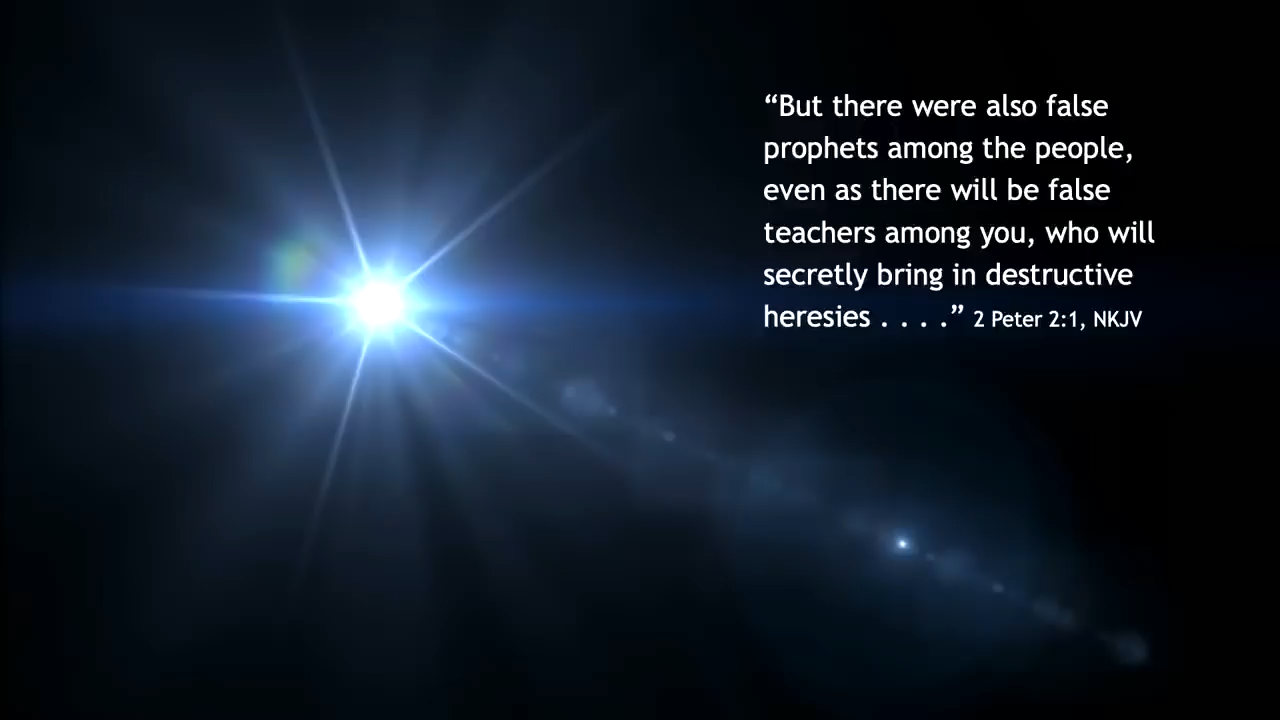 “But there were also false
prophets among the people,
even as there will be false
teachers among you, who will
secretly bring in destructive
heresies . . . .” 2 Peter 2:1, NKJV